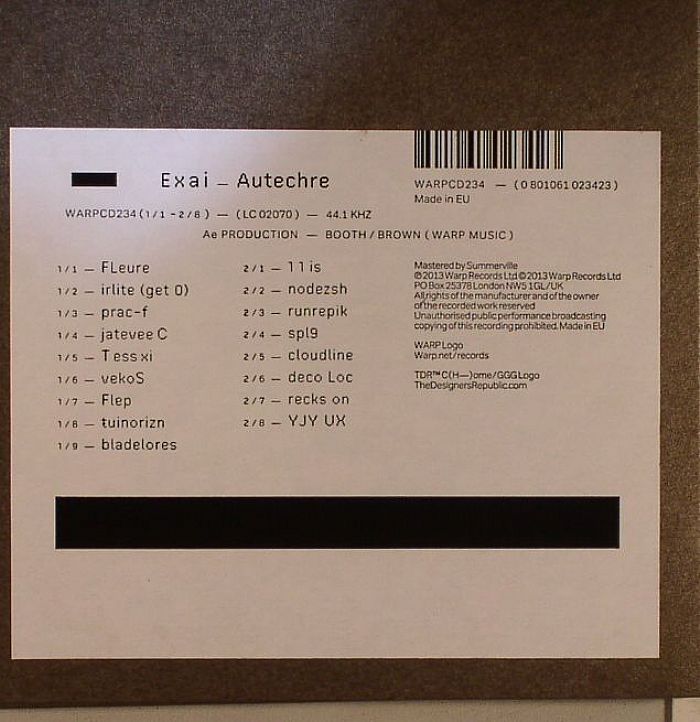 Exai — Autechre
WARPCD234 (1/1 - 2/8) — (LC 02070) — 44.1 KHZ
Ae PRODUCTION — BOOTH / BROWN (WARP MUSIC)
1/1 — FLeure
1/2 — irlite (get 0)
1/3 — prac-f
1/4 — jatevee C
1/5 — T ess xi
1/6 — vekoS
1/7 — Flep
1/8 — tuinorizn
1/9 — bladelores
2/1 — 1 1 is
2/2 — nodezsh
2/3 — runrepik
2/4 — spl9
2/5 — cloudline
2/6 — deco Loc
2/7 — recks on
2/8 — YJY UX
WARPCD234 — (0 801061 023423)
Made in EU
Mastered by Summerville
℗ 2013 Warp Records Ltd © 2013 Warp Records Ltd
PO Box 25378 London NW5 1GL/UK
All rights of the manufacturer and of the owner
of the recorded work reserved
Unauthorised public performance broadcasting
copying of this recording prohibited. Made in EU
WARP Logo
Warp.net/records
TDR™ C(H—)ome/GGG Logo
TheDesignersRepublic.com